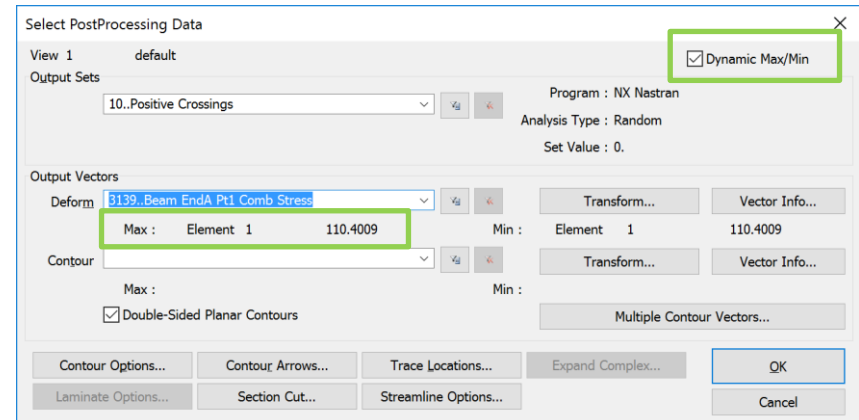 Select PostProcessing Data
View 1 default Dynamic Max/Min
Output Sets
10..Positive Crossings Program : NX Nastran
Analysis Type : Random
Set Value : 0.
Output Vectors
Deform 3139..Beam EndA Pt1 Comb Stress Transform... Vector Info...
Max : Element 1 110.4009 Min : Element 1 110.4009
Contour Transform... Vector Info...
Max : Min :
Double-Sided Planar Contours Multiple Contour Vectors...
Contour Options... Contour Arrows... Trace Locations... Expand Complex... OK
Laminate Options... Section Cut... Streamline Options... Cancel